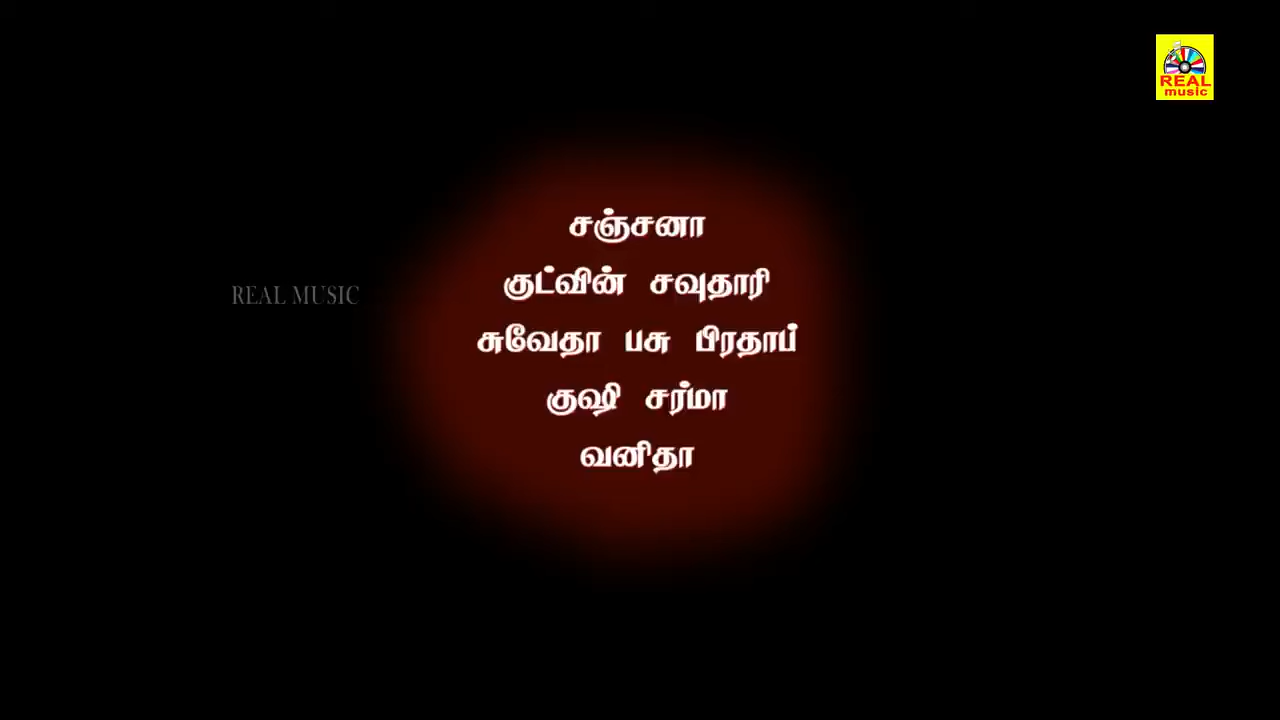 REAL
music
சஞ்சனா
குட்வின் சவுதாரி
REAL MUSIC
சுவேதா பசு பிரதாப்
குஷி சர்மா
வனிதா